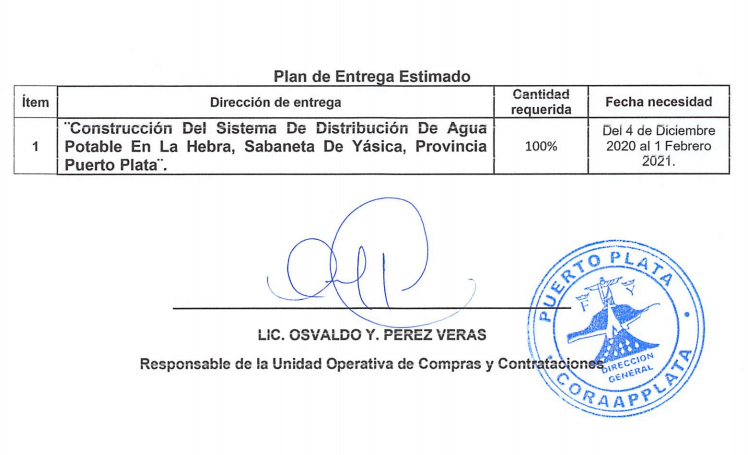 Plan de Entrega Estimado
Ítem Dirección de entrega Cantidad requerida Fecha necesidad
1 ¨Construcción Del Sistema De Distribución De Agua
Potable En La Hebra, Sabaneta De Yásica, Provincia
Puerto Plata¨.
100%
Del 4 de Diciembre
2020 al 1 Febrero
2021.
LIC. OSVALDO Y. PEREZ VERAS
Responsable de la Unidad Operativa de Compras y Contrataciones
PUERTO PLATA
DIRECCION
GENERAL
CORAAPPLATA